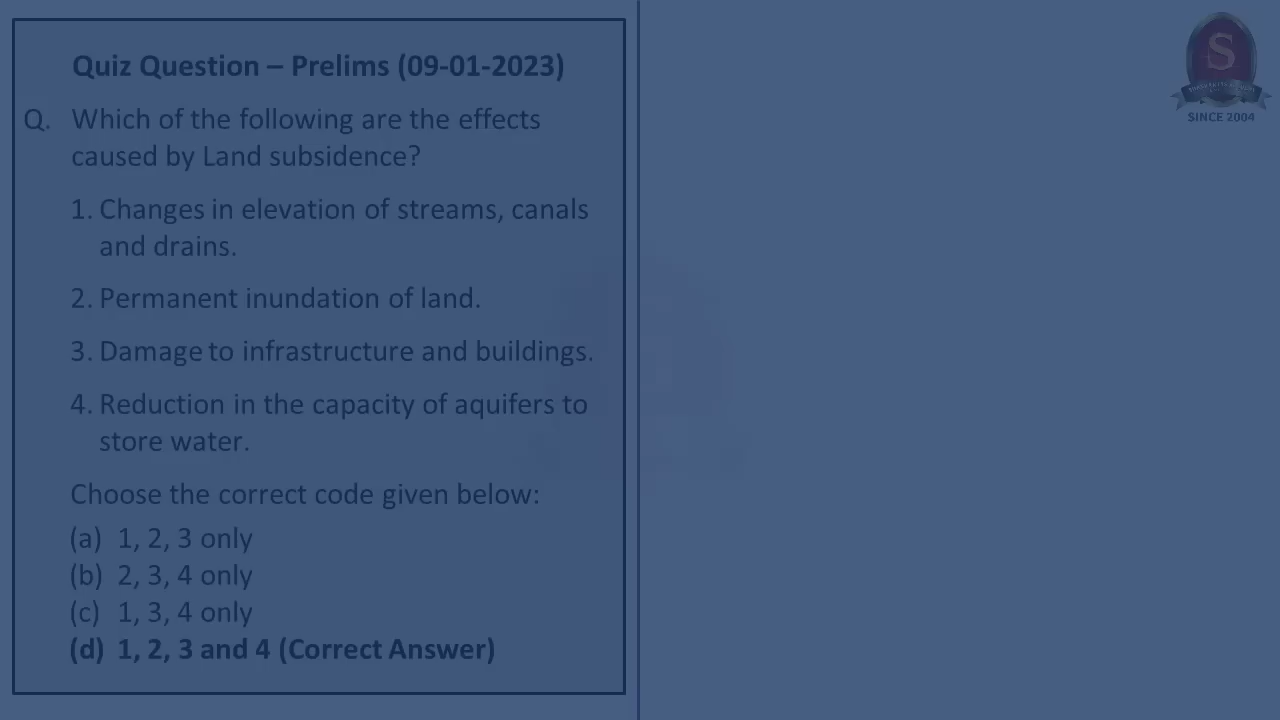 Quiz Question – Prelims (09-01-2023)
Q. Which of the following are the effects
caused by Land subsidence?
1. Changes in elevation of streams, canals
and drains.
2. Permanent inundation of land.
3. Damage to infrastructure and buildings.
4. Reduction in the capacity of aquifers to
store water.
Choose the correct code given below:
(a) 1, 2, 3 only
(b) 2, 3, 4 only
(c) 1, 3, 4 only
(d) 1, 2, 3 and 4 (Correct Answer)
S
SINCE 2004